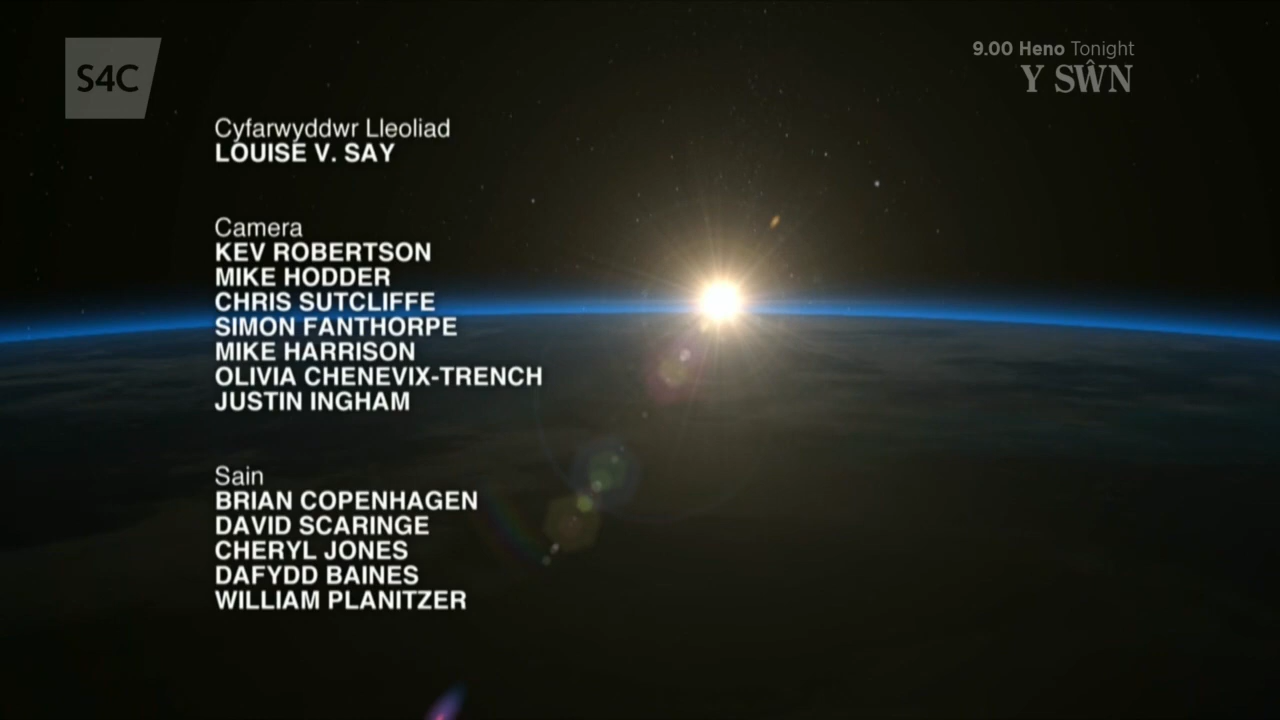 S4C
9.00 Heno Tonight
Y SŴN
Cyfarwyddwr Lleoliad
LOUISE V. SAY
Camera
KEV ROBERTSON
MIKE HODDER
CHRIS SUTCLIFFE
SIMON FANTHORPE
MIKE HARRISON
OLIVIA CHENEVIX-TRENCH
JUSTIN INGHAM
Sain
BRIAN COPENHAGEN
DAVID SCARINGE
CHERYL JONES
DAFYDD BAINES
WILLIAM PLANITZER